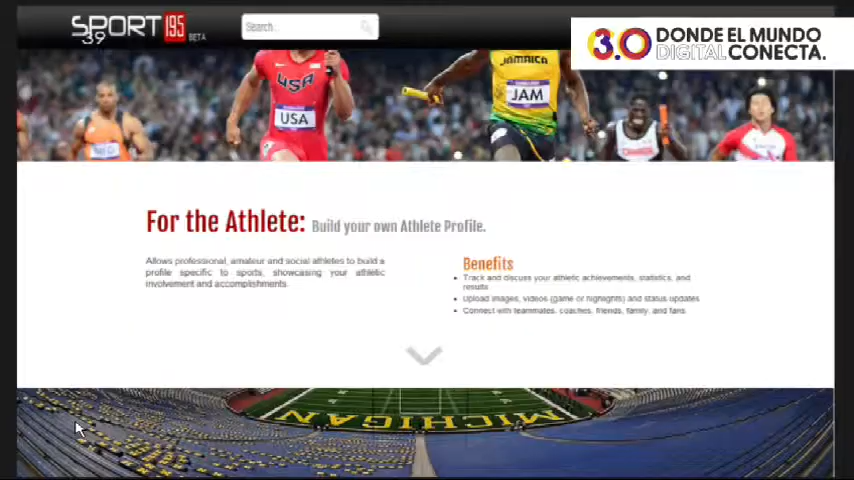 SPORT 195
BETA
39
Search..
3.0 DONDE EL MUNDO
DIGITAL CONECTA.
USA
JAMAICA
JAM
USA
CANADA
For the Athlete: Build your own Athlete Profile.
Allows professional, amateur and social athletes to build a
profile specific to sports, showcasing your athletic
involvement and accomplishments.
Benefits
• Track and discuss your athletic achievements, statistics, and
results
• Upload images, videos (game or highlights) and status updates
• Connect with teammates, coaches, friends, family, and fans
MICHIGAN